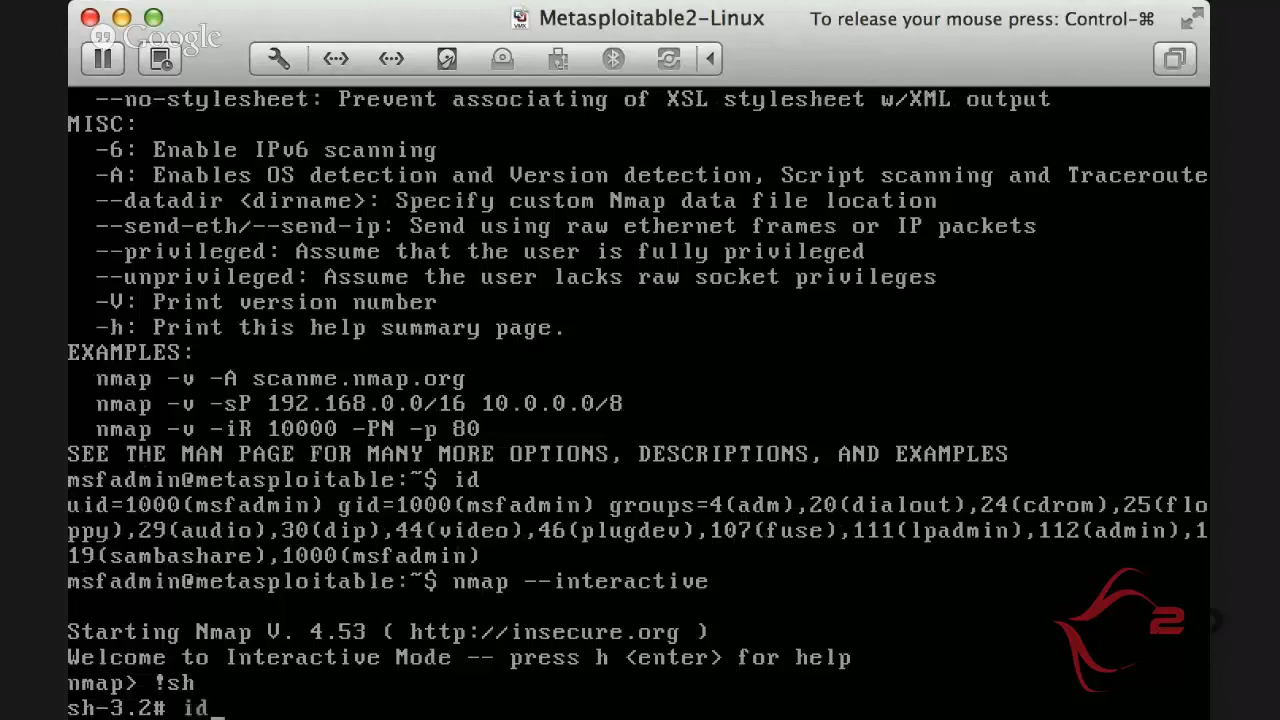 Metasploitable2-Linux
To release your mouse press: Control-⌘
Google
--no-stylesheet: Prevent associating of XSL stylesheet w/XML output
MISC:
-6: Enable IPv6 scanning
-A: Enables OS detection and Version detection, Script scanning and Traceroute
--datadir <dirname>: Specify custom Nmap data file location
--send-eth/--send-ip: Send using raw ethernet frames or IP packets
--privileged: Assume that the user is fully privileged
--unprivileged: Assume the user lacks raw socket privileges
-V: Print version number
-h: Print this help summary page.
EXAMPLES:
nmap -v -A scanme.nmap.org
nmap -v -sP 192.168.0.0/16 10.0.0.0/8
nmap -v -iR 10000 -PN -p 80
SEE THE MAN PAGE FOR MANY MORE OPTIONS, DESCRIPTIONS, AND EXAMPLES
msfadmin@metasploitable:~$ id
uid=1000(msfadmin) gid=1000(msfadmin) groups=4(adm),20(dialout),24(cdrom),25(flo
ppy),29(audio),30(dip),44(video),46(plugdev),107(fuse),111(lpadmin),112(admin),1
19(sambashare),1000(msfadmin)
msfadmin@metasploitable:~$ nmap --interactive
Starting Nmap V. 4.53 ( http://insecure.org )
Welcome to Interactive Mode -- press h <enter> for help
nmap> !sh
sh-3.2# id_
2